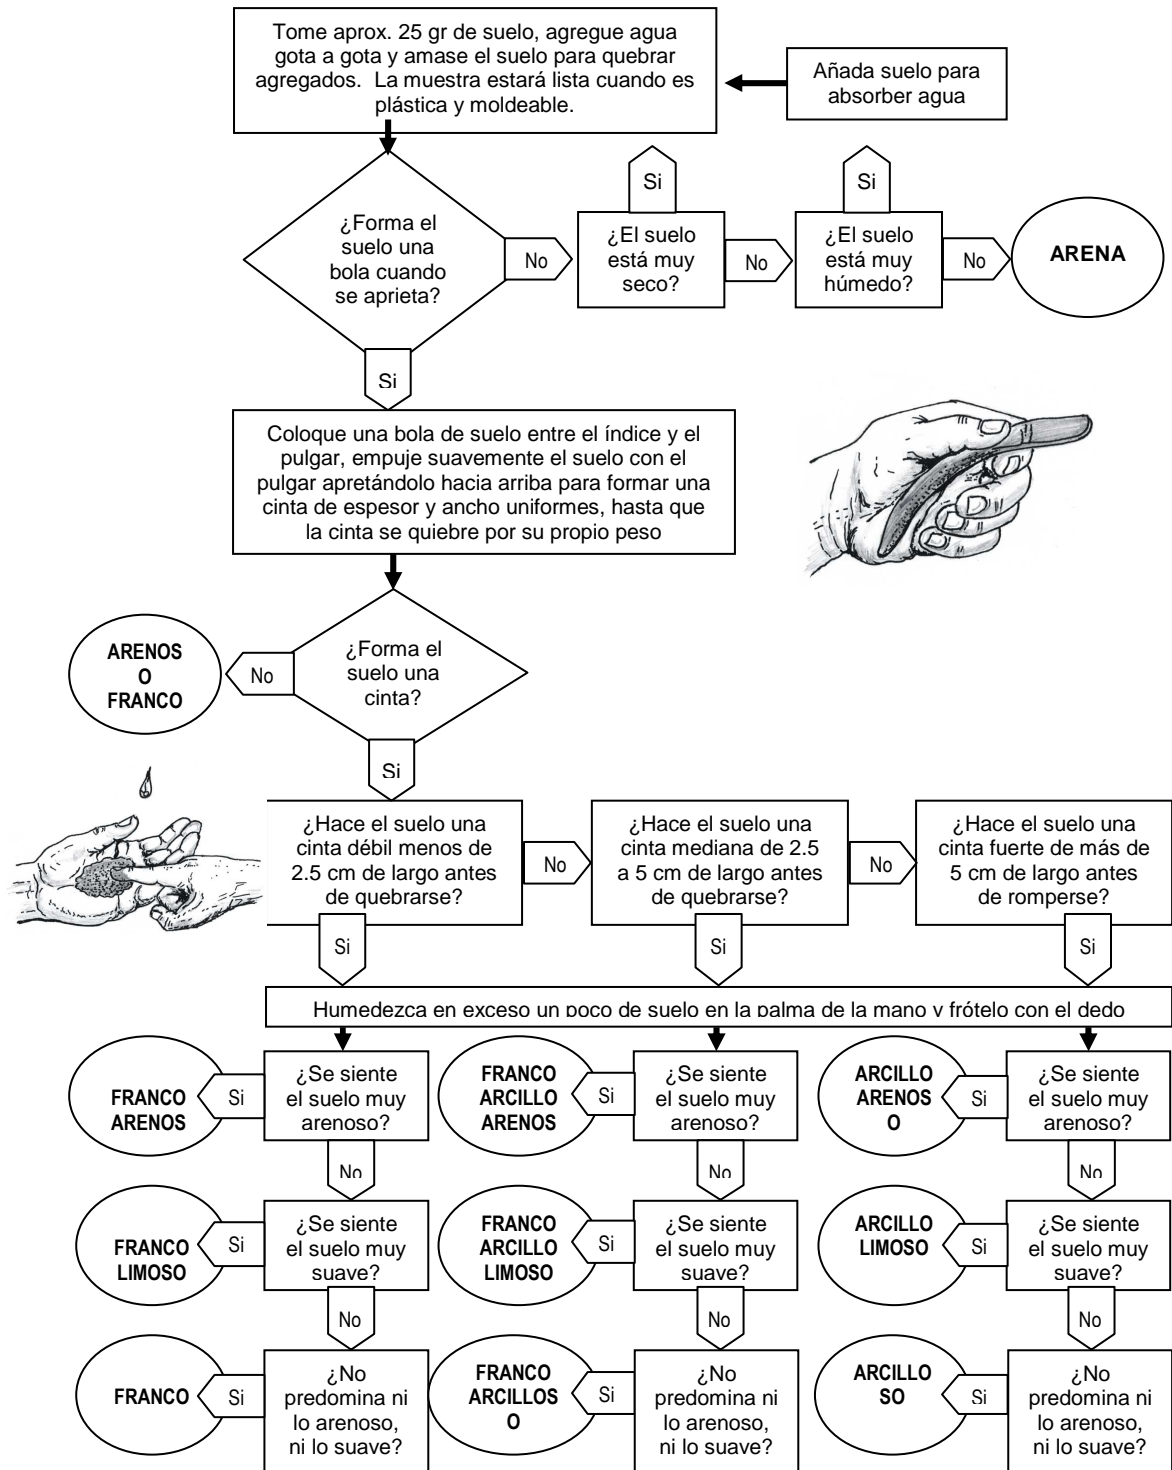 Tome aprox. 25 gr de suelo, agregue agua
gota a gota y amase el suelo para quebrar
agregados. La muestra estará lista cuando es
plástica y moldeable.
Añada suelo para
absorber agua
Si
Si
¿Forma el
suelo una
bola cuando
se aprieta?
No
¿El suelo
está muy
seco?
No
¿El suelo
está muy
húmedo?
No
ARENA
Si
Coloque una bola de suelo entre el índice y el
pulgar, empuje suavemente el suelo con el
pulgar apretándolo hacia arriba para formar una
cinta de espesor y ancho uniformes, hasta que
la cinta se quiebre por su propio peso
ARENOS
O
FRANCO
No
¿Forma el
suelo una
cinta?
Si
¿Hace el suelo una
cinta débil menos de
2.5 cm de largo antes
de quebrarse?
No
¿Hace el suelo una
cinta mediana de 2.5
a 5 cm de largo antes
de quebrarse?
No
¿Hace el suelo una
cinta fuerte de más de
5 cm de largo antes
de romperse?
Si
Si
Si
Humedezca en exceso un poco de suelo en la palma de la mano y frótelo con el dedo
FRANCO
ARENOS
Si
¿Se siente
el suelo muy
arenoso?
FRANCO
ARCILLO
ARENOS
Si
¿Se siente
el suelo muy
arenoso?
ARCILLO
ARENOS
O
Si
¿Se siente
el suelo muy
arenoso?
No
No
No
FRANCO
LIMOSO
Si
¿Se siente
el suelo muy
suave?
FRANCO
ARCILLO
LIMOSO
Si
¿Se siente
el suelo muy
suave?
ARCILLO
LIMOSO
Si
¿Se siente
el suelo muy
suave?
No
No
No
FRANCO
Si
¿No
predomina ni
lo arenoso,
ni lo suave?
FRANCO
ARCILLOS
O
Si
¿No
predomina ni
lo arenoso,
ni lo suave?
ARCILLO
SO
Si
¿No
predomina ni
lo arenoso,
ni lo suave?